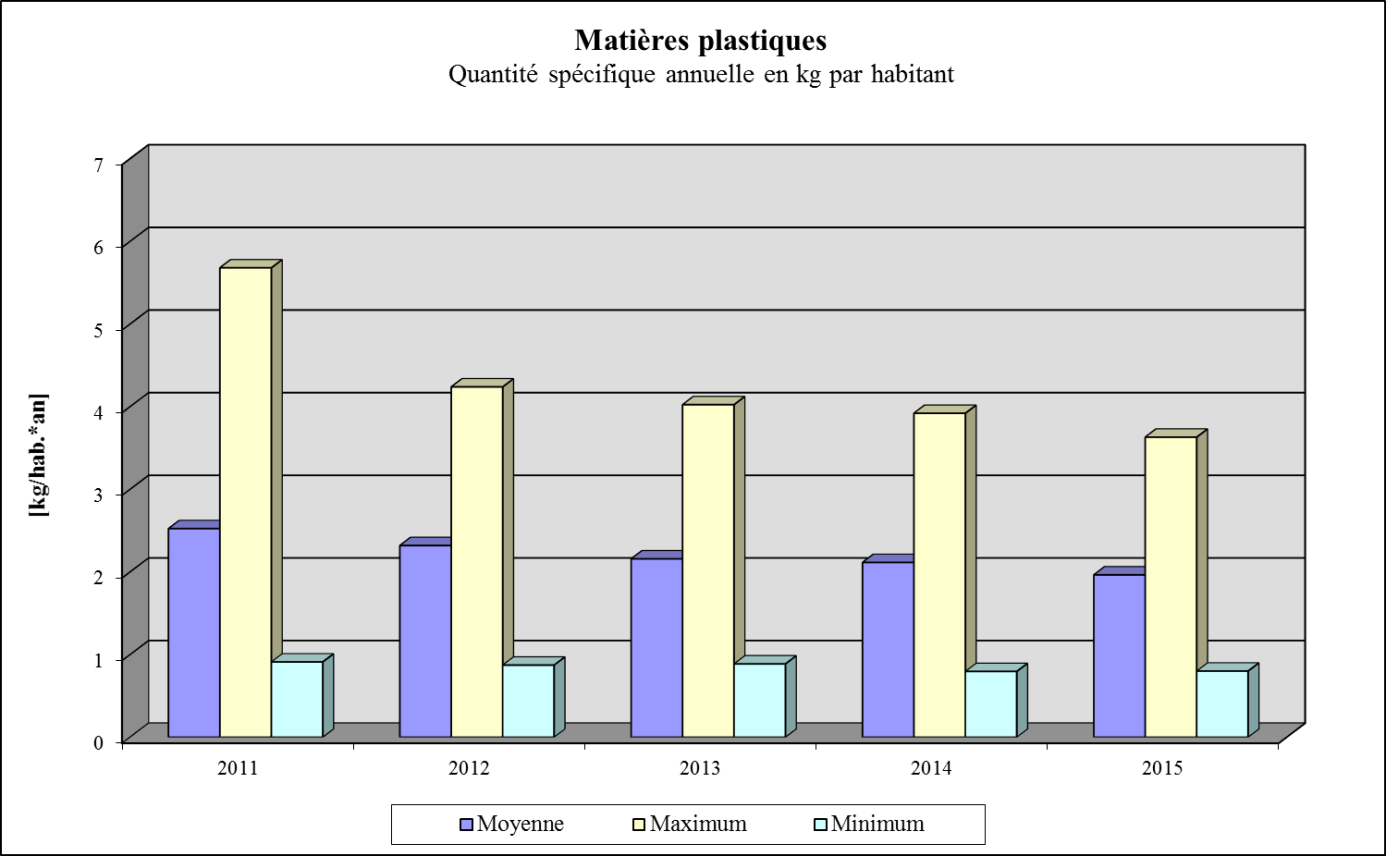 Matières plastiques
Quantité spécifique annuelle en kg par habitant
[kg/hab.*an]
7
6
5
4
3
2
1
0
2011 2012 2013 2014 2015
Moyenne Maximum Minimum